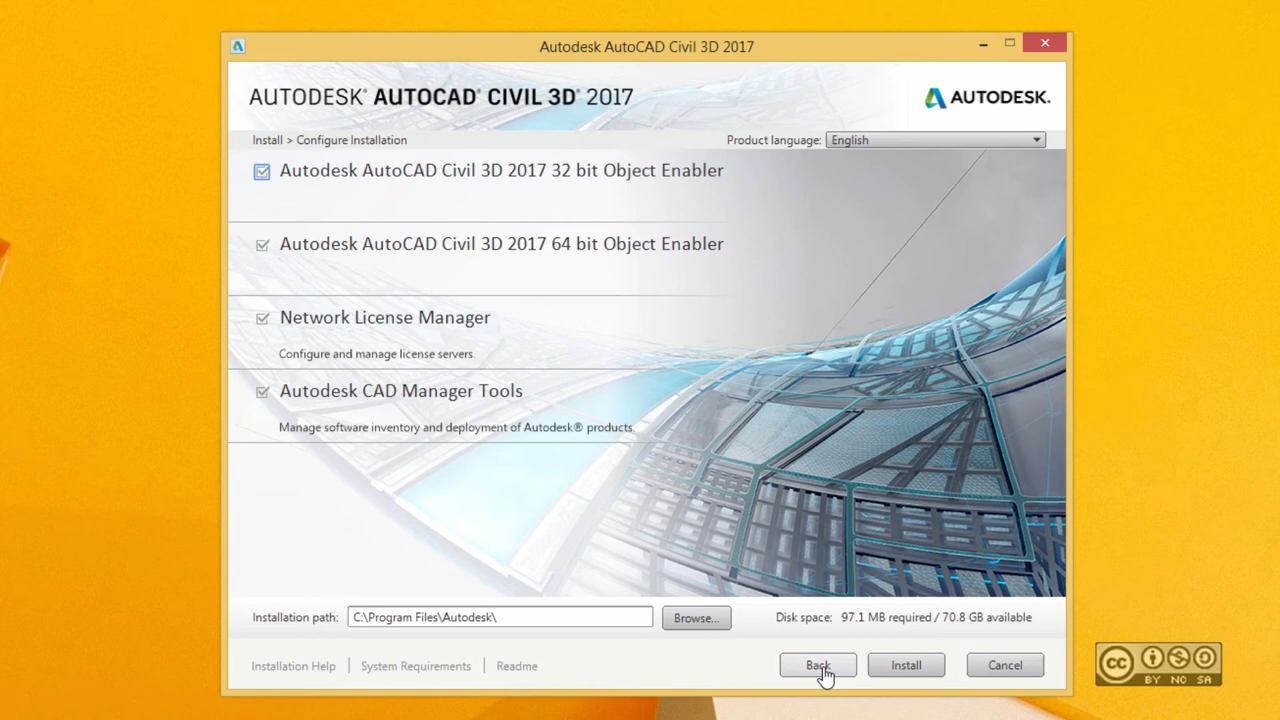 Autodesk AutoCAD Civil 3D 2017
AUTODESK® AUTOCAD® CIVIL 3D® 2017
AUTODESK.
Install > Configure Installation
Product language: English
Autodesk AutoCAD Civil 3D 2017 32 bit Object Enabler
Autodesk AutoCAD Civil 3D 2017 64 bit Object Enabler
Network License Manager
Configure and manage license servers.
Autodesk CAD Manager Tools
Manage software inventory and deployment of Autodesk® products.
Installation path: C:\Program Files\Autodesk\ Browse... Disk space: 97.1 MB required / 70.8 GB available
Installation Help | System Requirements | Readme Back Install Cancel
cc BY NC SA